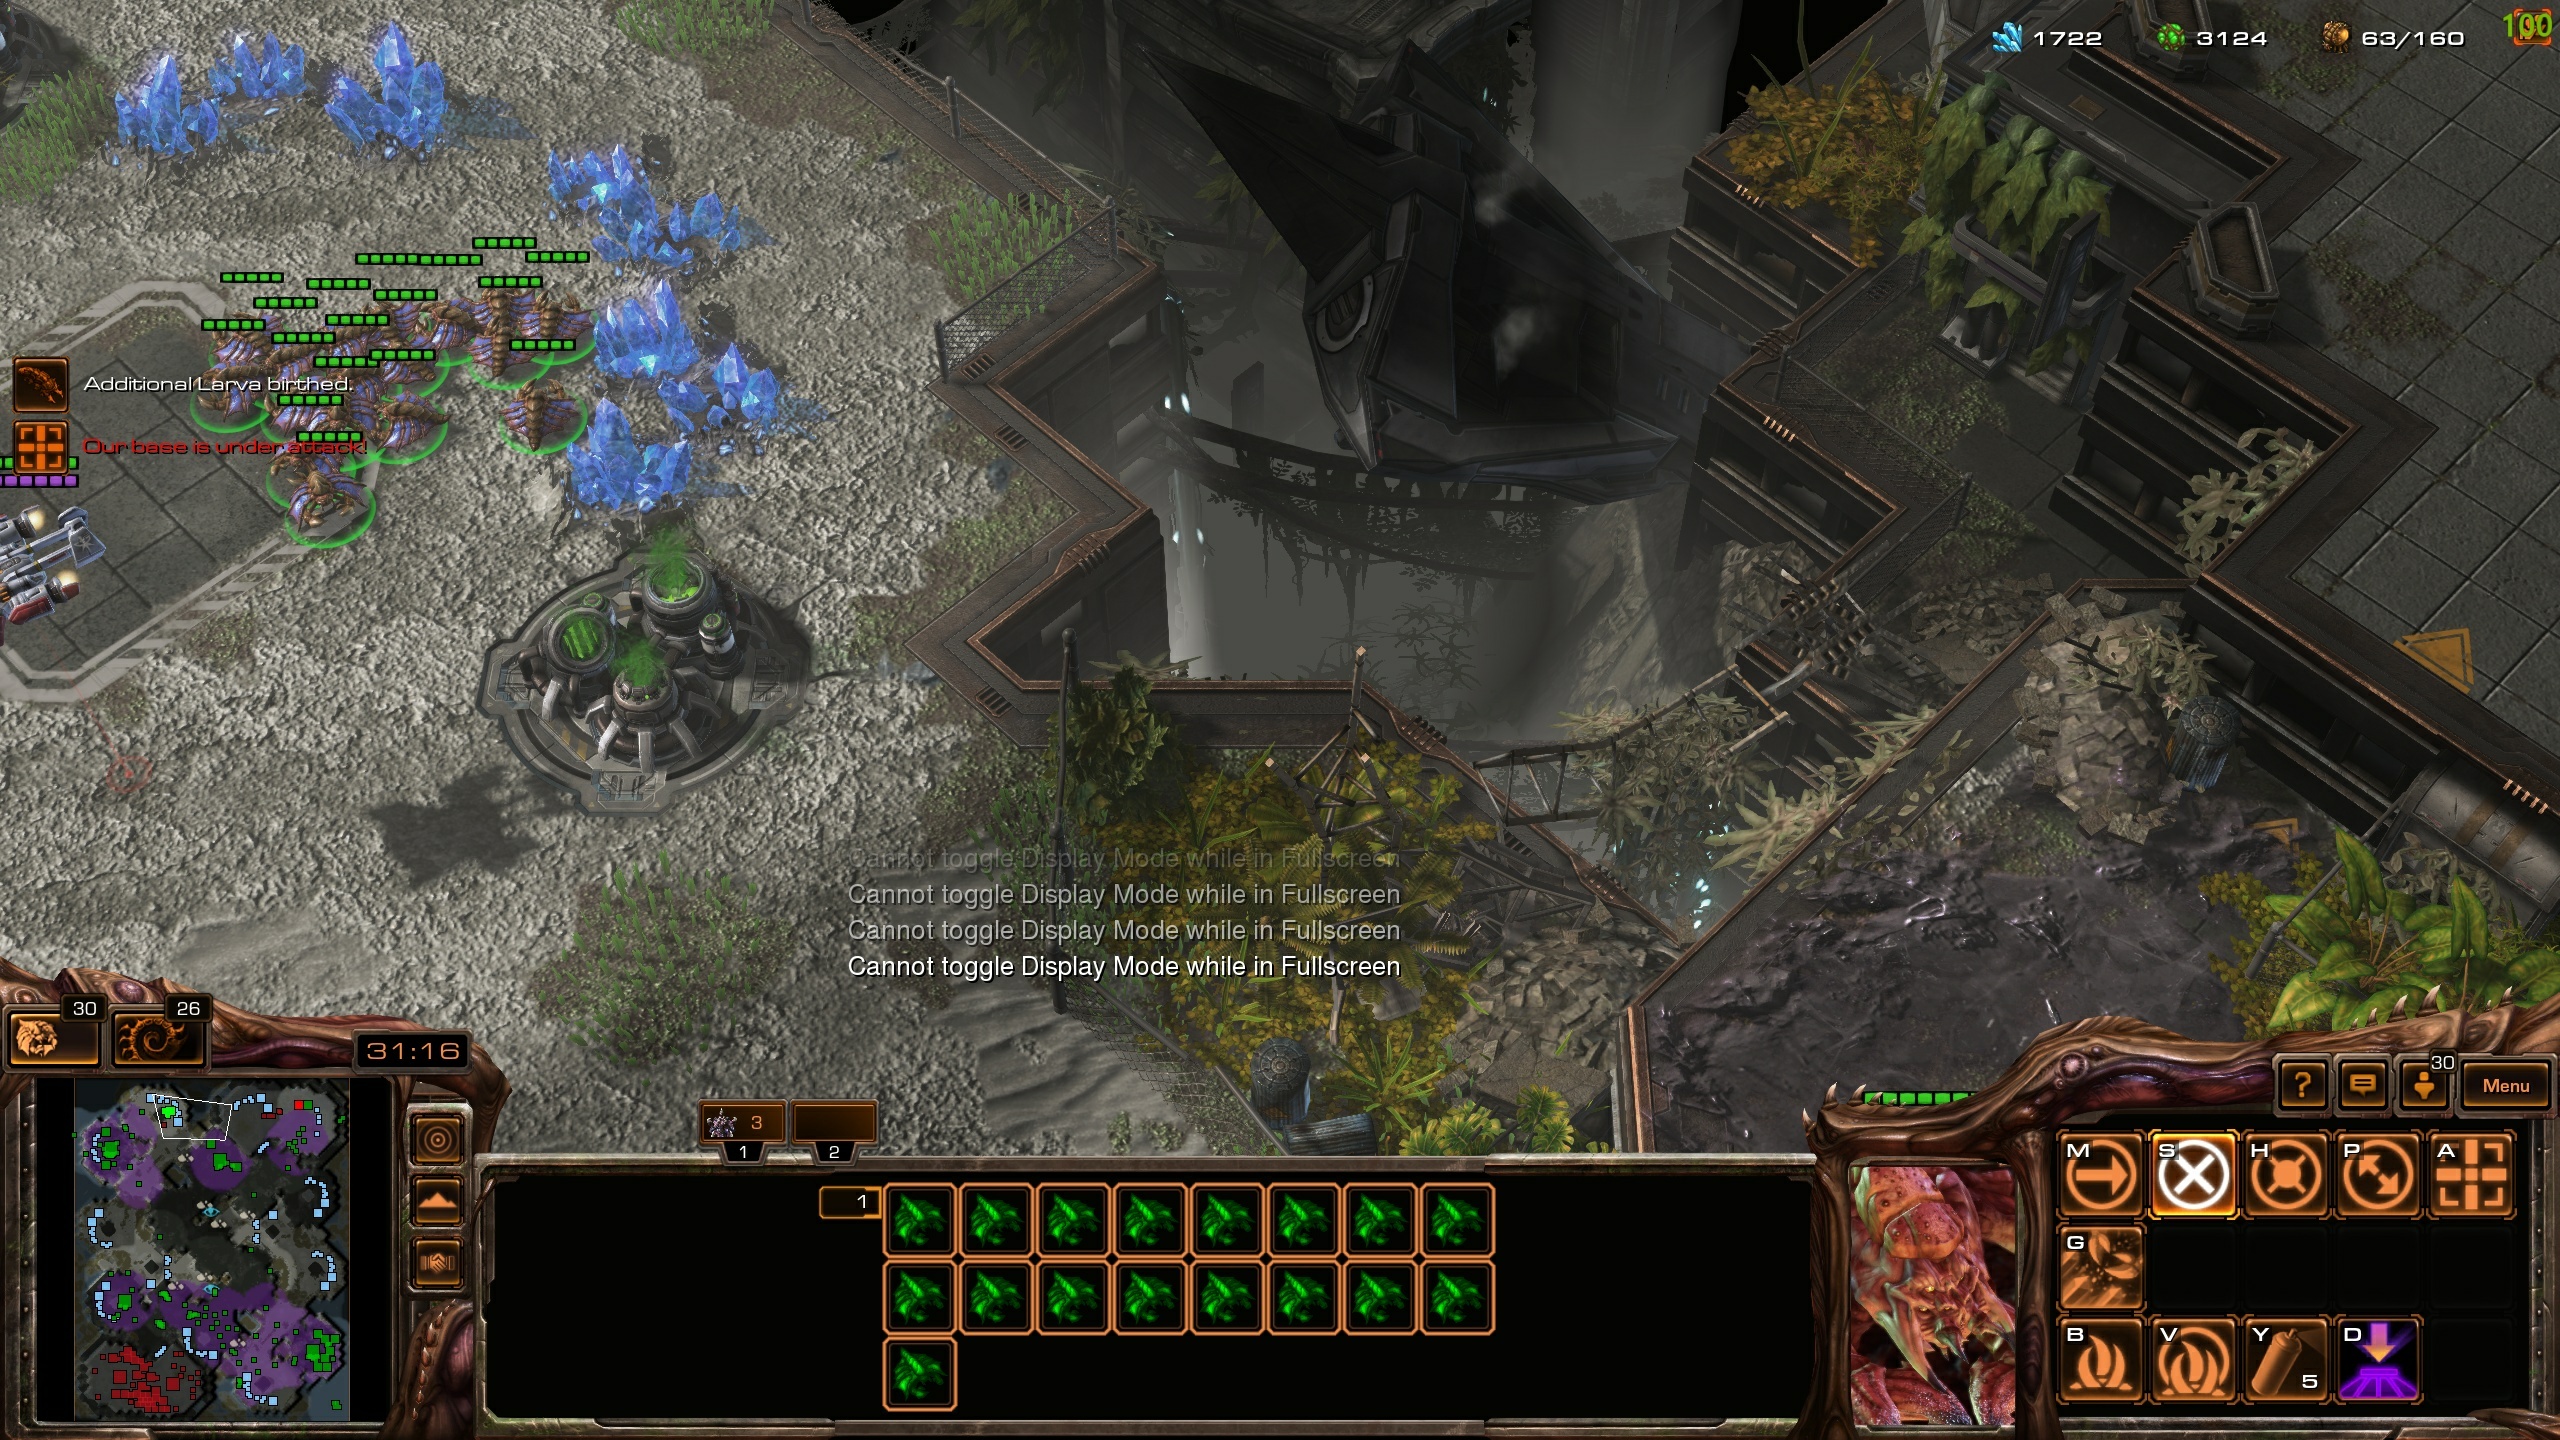 1722
3124
63/160
100
Additional Larva birthed.
Our base is under attack!
Cannot toggle Display Mode while in Fullscreen
Cannot toggle Display Mode while in Fullscreen
Cannot toggle Display Mode while in Fullscreen
Cannot toggle Display Mode while in Fullscreen
30
26
31:16
30
?
Menu
3
1
2
1
M
S
H
P
A
G
B
V
Y
5
D